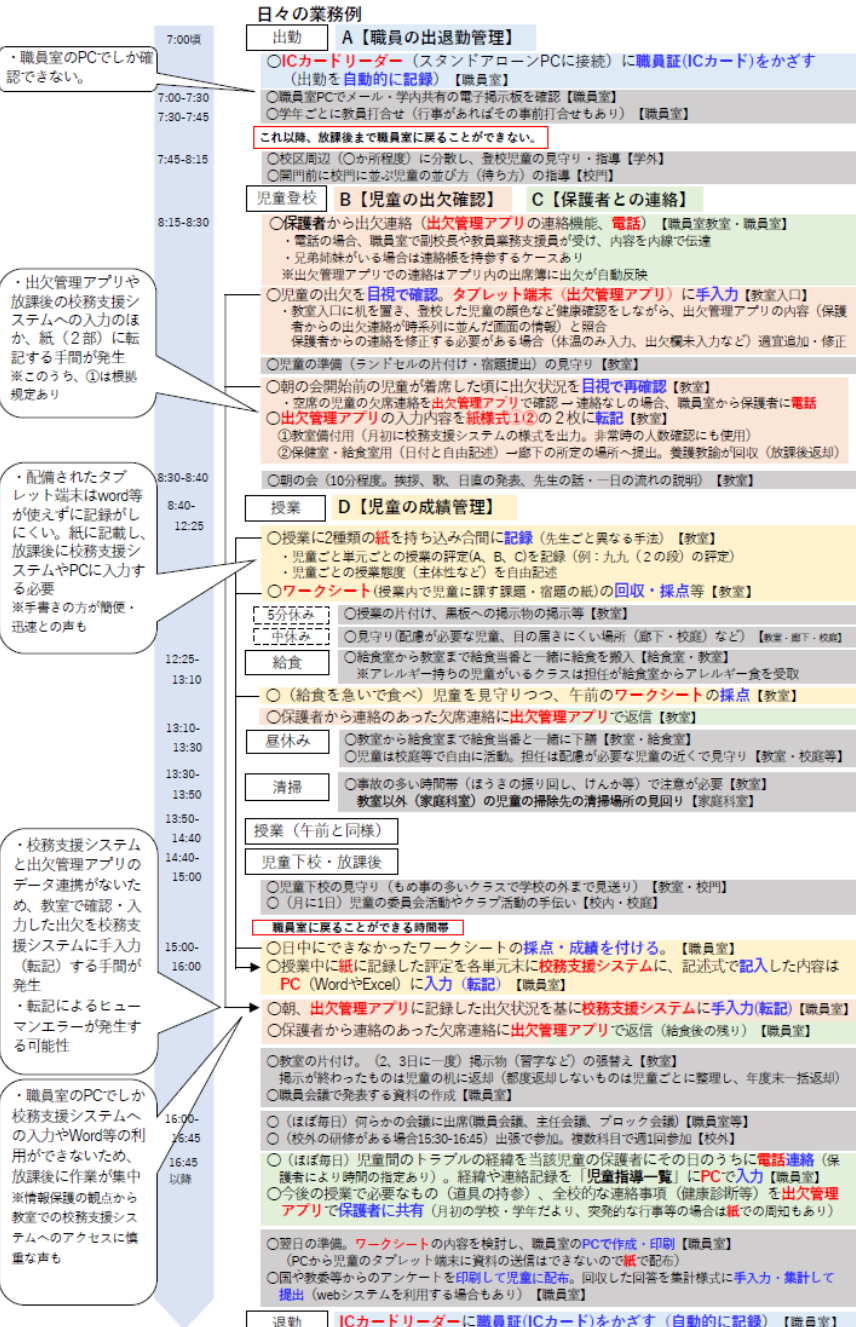 日々の業務例
7:00頃
出勤
A【職員の出退勤管理】
・職員室のPCでしか確
認できない。
○ICカードリーダー（スタンドアローンPCに接続）に職員証(ICカード)をかざす
（出勤を自動的に記録）【職員室】
7:00-7:30
○職員室PCでメール・学内共有の電子掲示板を確認【職員室】
7:30-7:45
○学年ごとに教員打合せ（行事があればその事前打合せもあり）【職員室】
これ以降、放課後まで職員室に戻ることができない。
7:45-8:15
○校区周辺（〇か所程度）に分散し、登校児童の見守り・指導【学外】
○開門前に校門に並ぶ児童の並び方（待ち方）の指導【校門】
児童登校
B【児童の出欠確認】
C【保護者との連絡】
8:15-8:30
○保護者から出欠連絡（出欠管理アプリの連絡機能、電話）【職員室教室・職員室】
・電話の場合、職員室で副校長や教員業務支援員が受け、内容を内線で伝達
・兄弟姉妹がいる場合は連絡帳を持参するケースあり
※出欠管理アプリでの連絡はアプリ内の出席簿に出欠が自動反映
・出欠管理アプリや
放課後の校務支援シ
ステムへの入力のほ
か、紙（２部）に転
記する手間が発生
※このうち、①は根拠
規定あり
○児童の出欠を目視で確認。タブレット端末（出欠管理アプリ）に手入力【教室入口】
・教室入口に机を置き、登校した児童の顔色など健康確認をしながら、出欠管理アプリの内容（保護
者からの出欠連絡が時系列に並んだ画面の情報）と照合
保護者からの連絡を修正する必要がある場合（体温のみ入力、出欠欄未入力など）適宜追加・修正
○児童の準備（ランドセルの片付け・宿題提出）の見守り【教室】
○朝の会開始前の児童が着席した頃に出欠状況を目視で再確認【教室】
・空席の児童の欠席連絡を出欠管理アプリで確認→連絡なしの場合、職員室から保護者に電話
○出欠管理アプリの入力内容を紙様式①②の２枚に転記【教室】
①教室備付用（月初に校務支援システムの様式を出力。非常時の人数確認にも使用）
②保健室・給食室用（日付と自由記述）→廊下の所定の場所へ提出。養護教諭が回収（放課後返却）
8:30-8:40
○朝の会（10分程度。挨拶、歌、日直の発表、先生の話・一日の流れの説明）【教室】
・配備されたタブ
レット端末はword等
が使えずに記録がし
にくい。紙に記載し、
放課後に校務支援シ
ステムやPCに入力す
る必要
※手書きの方が簡便・
迅速との声も
8:40-
12:25
授業
D【児童の成績管理】
○授業に2種類の紙を持ち込み合間に記録（先生ごと異なる手法）【教室】
・児童ごと単元ごとの授業の評定(A、B、C)を記録（例：九九（２の段）の評定）
・児童ごとの授業態度（主体性など）を自由記述
○ワークシート(授業内で児童に課す課題・宿題の紙)の回収・採点等【教室】
5分休み
○授業の片付け、黒板への掲示物の掲示等【教室】
中休み
○見守り(配慮が必要な児童、目の届きにくい場所（廊下・校庭）など）【教室・廊下・校庭】
12:25-
13:10
給食
○給食室から教室まで給食当番と一緒に給食を搬入【給食室・教室】
※アレルギー持ちの児童がいるクラスは担任が給食室からアレルギー食を受取
○（給食を急いで食べ）児童を見守りつつ、午前のワークシートの採点【教室】
○保護者から連絡のあった欠席連絡に出欠管理アプリで返信【教室】
13:10-
13:30
昼休み
○教室から給食室まで給食当番と一緒に下膳【教室・給食室】
○児童は校庭等で自由に活動。担任は配慮が必要な児童の近くで見守り【教室・校庭等】
13:30-
13:50
清掃
○事故の多い時間帯（ほうきの振り回し、けんか等）で注意が必要【教室】
教室以外（家庭科室）の児童の掃除先の清掃場所の見回り【家庭科室】
13:50-
14:40
授業（午前と同様）
14:40-
15:00
児童下校・放課後
○児童下校の見守り（もめ事の多いクラスで学校の外まで見送り）【教室・校門】
○（月に1日）児童の委員会活動やクラブ活動の手伝い【校内・校庭】
・校務支援システム
と出欠管理アプリの
データ連携がないた
め、教室で確認・入
力した出欠を校務支
援システムに手入力
（転記）する手間が
発生
・転記によるヒュー
マンエラーが発生す
る可能性
職員室に戻ることができる時間帯
15:00-
16:00
○日中にできなかったワークシートの採点・成績を付ける。【職員室】
○授業中に紙に記録した評定を各単元末に校務支援システムに、記述式で記入した内容は
PC（WordやExcel）に入力（転記）【職員室】
○朝、出欠管理アプリに記録した出欠状況を基に校務支援システムに手入力(転記)【職員室】
○保護者から連絡のあった欠席連絡に出欠管理アプリで返信（給食後の残り）【職員室】
○教室の片付け。（2、3日に一度）掲示物（習字など）の張替え【教室】
掲示が終わったものは児童の机に返却（都度返却しないものは児童ごとに整理し、年度末一括返却）
○職員会議で発表する資料の作成【職員室】
・職員室のPCでしか
校務支援システムへ
の入力やWord等の利
用ができないため、
放課後に作業が集中
※情報保護の観点から
教室での校務支援シス
テムへのアクセスに慎
重な声も
16:00-
16:45
○（ほぼ毎日）何らかの会議に出席(職員会議、主任会議、ブロック会議)【職員室等】
○（校外の研修がある場合15:30-16:45）出張で参加。複数科目で週1回参加【校外】
16:45
以降
○（ほぼ毎日）児童間のトラブルの経緯を当該児童の保護者にその日のうちに電話連絡（保
護者により時間の指定あり）。経緯や連絡記録を「児童指導一覧」にPCで入力【職員室】
○今後の授業で必要なもの（道具の持参）、全校的な連絡事項（健康診断等）を出欠管理
アプリで保護者に共有（月初の学校・学年だより、突発的な行事等の場合は紙での周知もあり）
○翌日の準備。ワークシートの内容を検討し、職員室のPCで作成・印刷【職員室】
（PCから児童のタブレット端末に資料の送信はできないので紙で配布）
○国や教委等からのアンケートを印刷して児童に配布。回収した回答を集計様式に手入力・集計して
提出（webシステムを利用する場合もあり）【職員室】
退勤
ICカードリーダーに職員証(ICカード)をかざす（自動的に記録）【職員室】